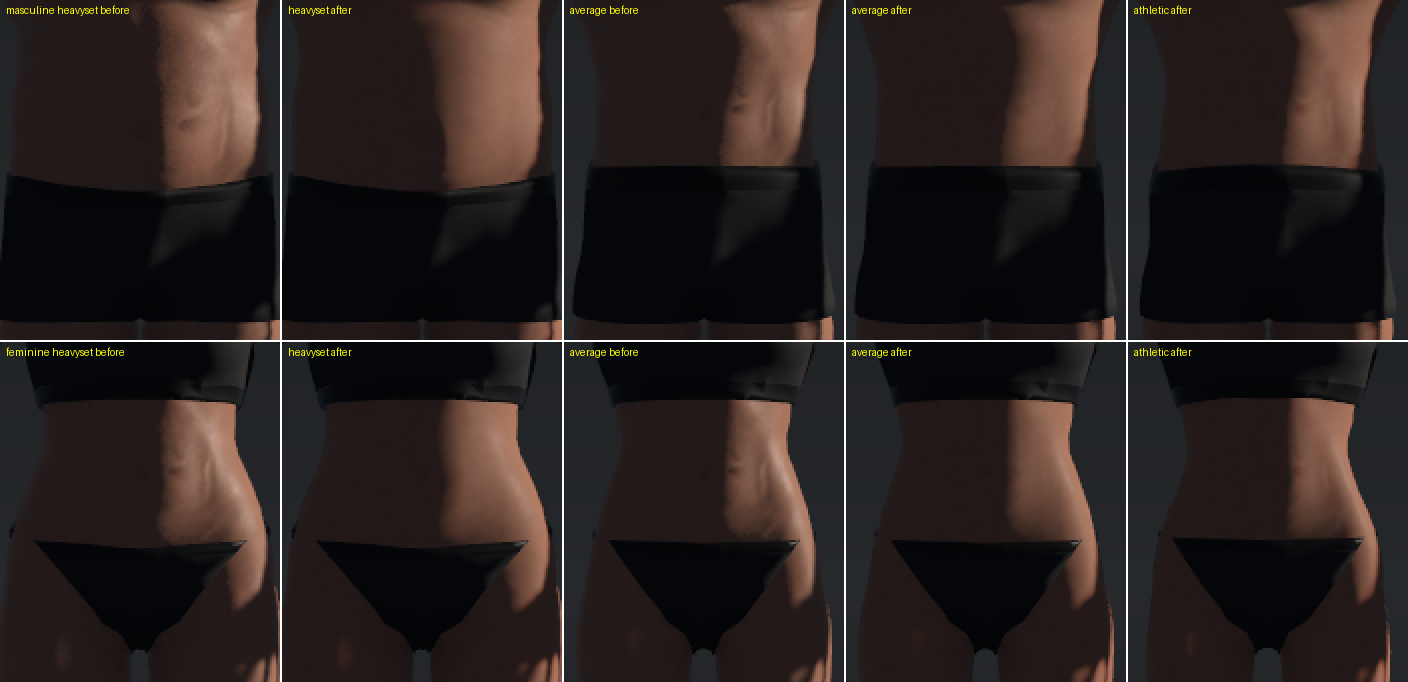 masculine heavyset before
heavyset after
average before
average after
athletic after
feminine heavyset before
heavyset after
average before
average after
athletic after